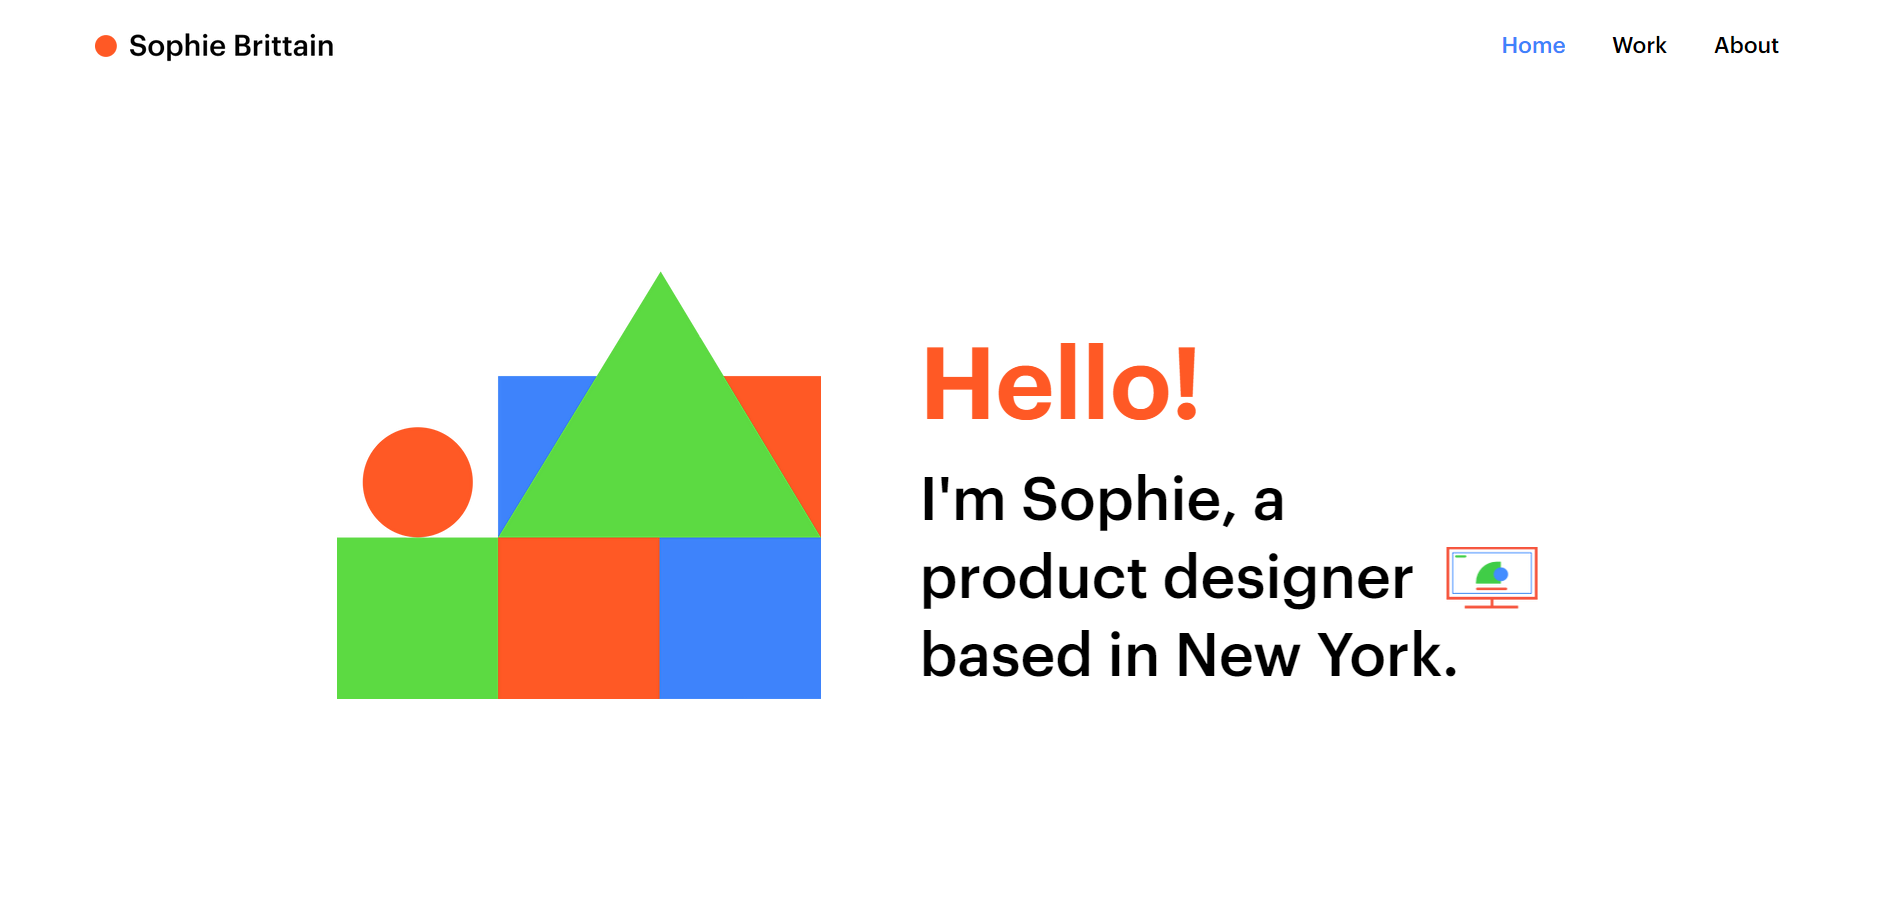 Sophie Brittain
Home Work About
Hello!
I'm Sophie, a
product designer
based in New York.